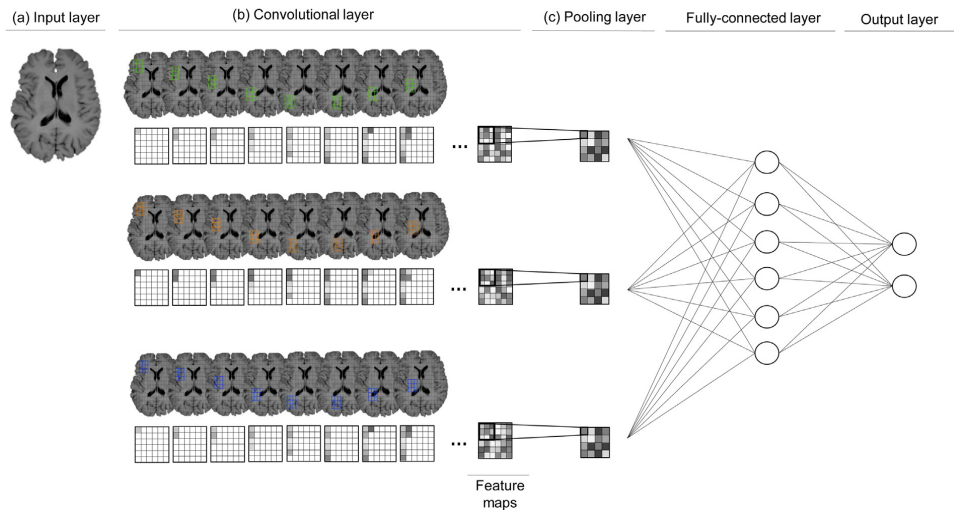 (a) Input layer
(b) Convolutional layer
(c) Pooling layer
Fully-connected layer
Output layer
...
...
...
Feature
maps